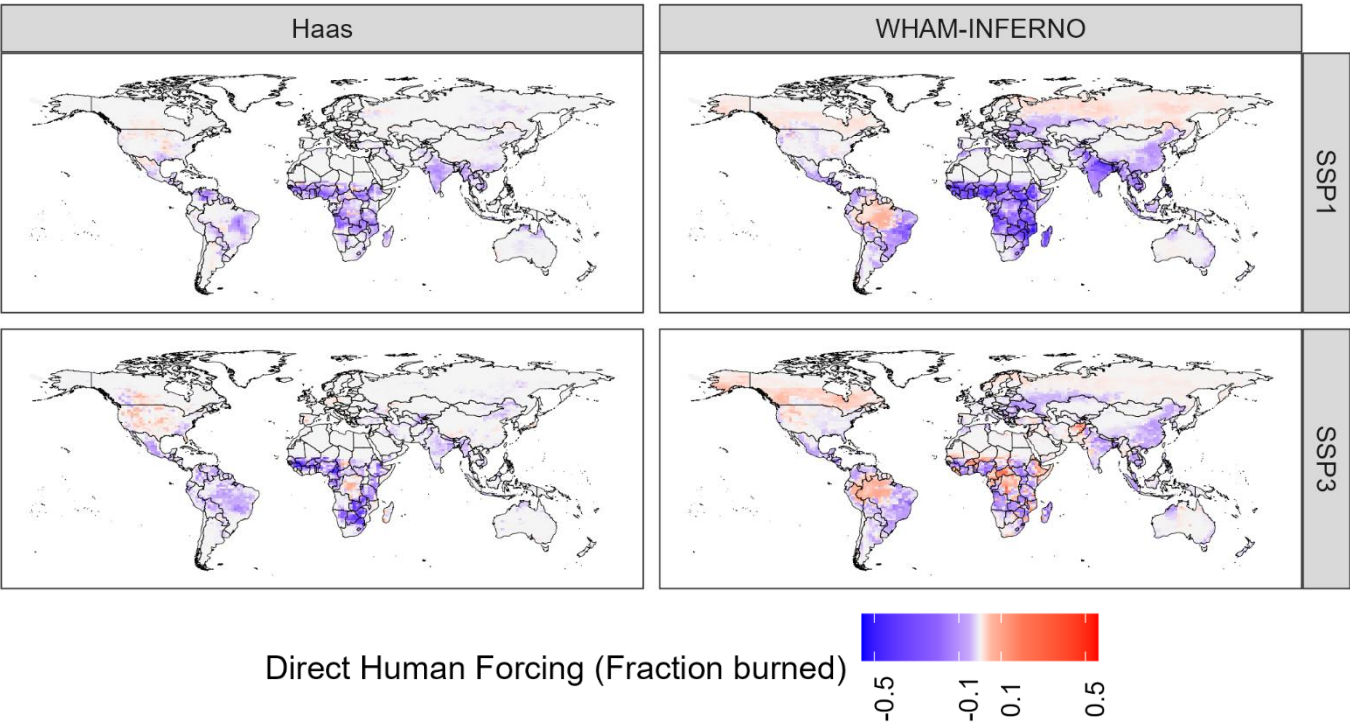 Haas
WHAM-INFERNO
SSP1
SSP3
Direct Human Forcing (Fraction burned)
-0.5
-0.1
0.1
0.5